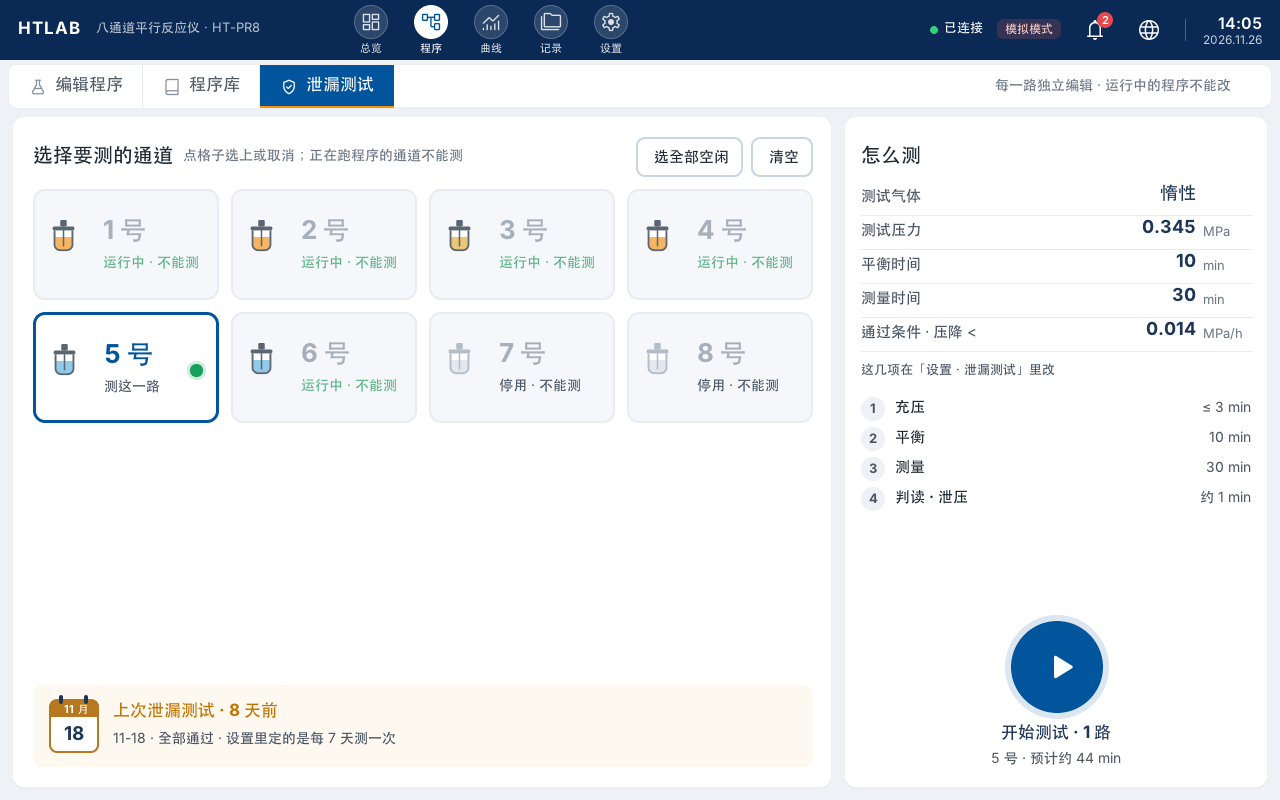 HTLAB 八通道平行反应仪 · HT-PR8
总览 程序 曲线 记录 设置
已连接 模拟模式 2 14:05
2026.11.26
编辑程序 程序库 泄漏测试 每一路独立编辑 · 运行中的程序不能改
选择要测的通道 点格子选上或取消；正在跑程序的通道不能测 选全部空闲 清空
1 号
运行中 · 不能测
2 号
运行中 · 不能测
3 号
运行中 · 不能测
4 号
运行中 · 不能测
5 号
测这一路
6 号
运行中 · 不能测
7 号
停用 · 不能测
8 号
停用 · 不能测
11 月
18
上次泄漏测试 · 8 天前
11-18 · 全部通过 · 设置里定的是每 7 天测一次
怎么测
测试气体 惰性
测试压力 0.345 MPa
平衡时间 10 min
测量时间 30 min
通过条件 · 压降 < 0.014 MPa/h
这几项在「设置 · 泄漏测试」里改
1 充压 ≤ 3 min
2 平衡 10 min
3 测量 30 min
4 判读 · 泄压 约 1 min
开始测试 · 1 路
5 号 · 预计约 44 min